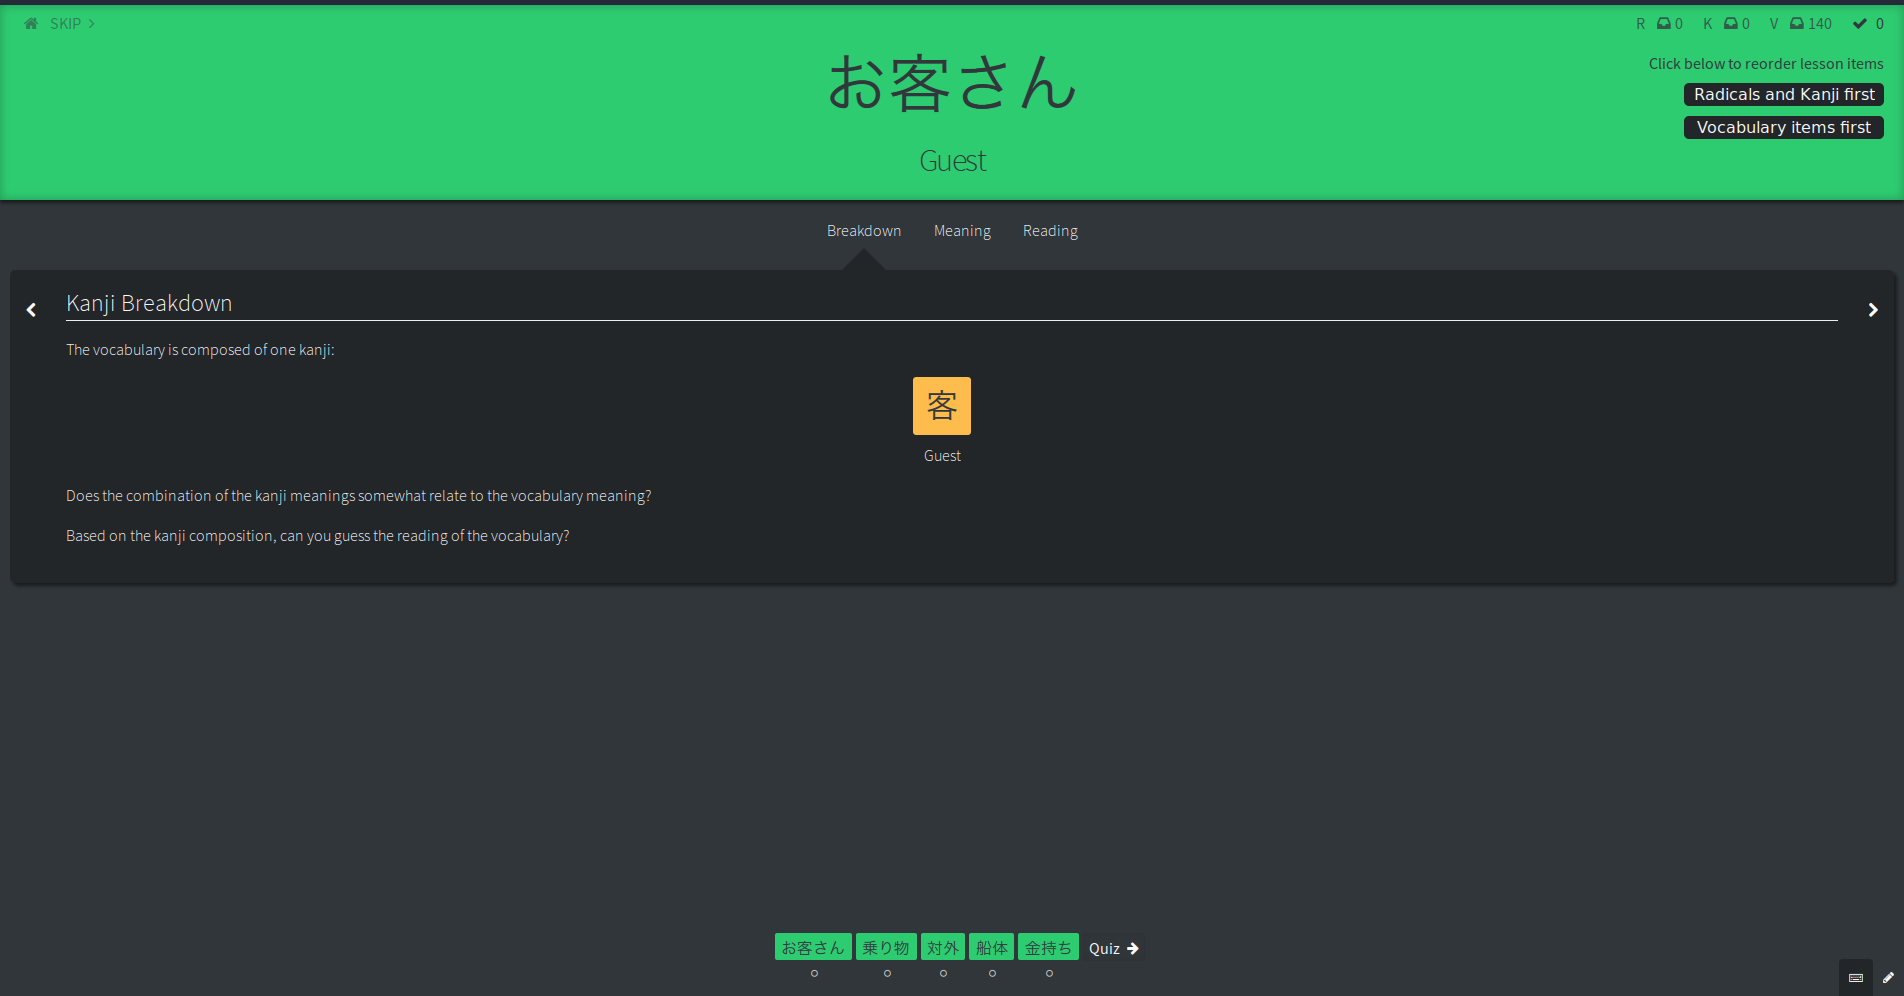 SKIP
R 0 K 0 V 140 0
お客さん
Guest
Click below to reorder lesson items
Radicals and Kanji first
Vocabulary items first
Breakdown Meaning Reading
Kanji Breakdown
The vocabulary is composed of one kanji:
客
Guest
Does the combination of the kanji meanings somewhat relate to the vocabulary meaning?
Based on the kanji composition, can you guess the reading of the vocabulary?
お客さん 乗り物 対外 船体 金持ち Quiz